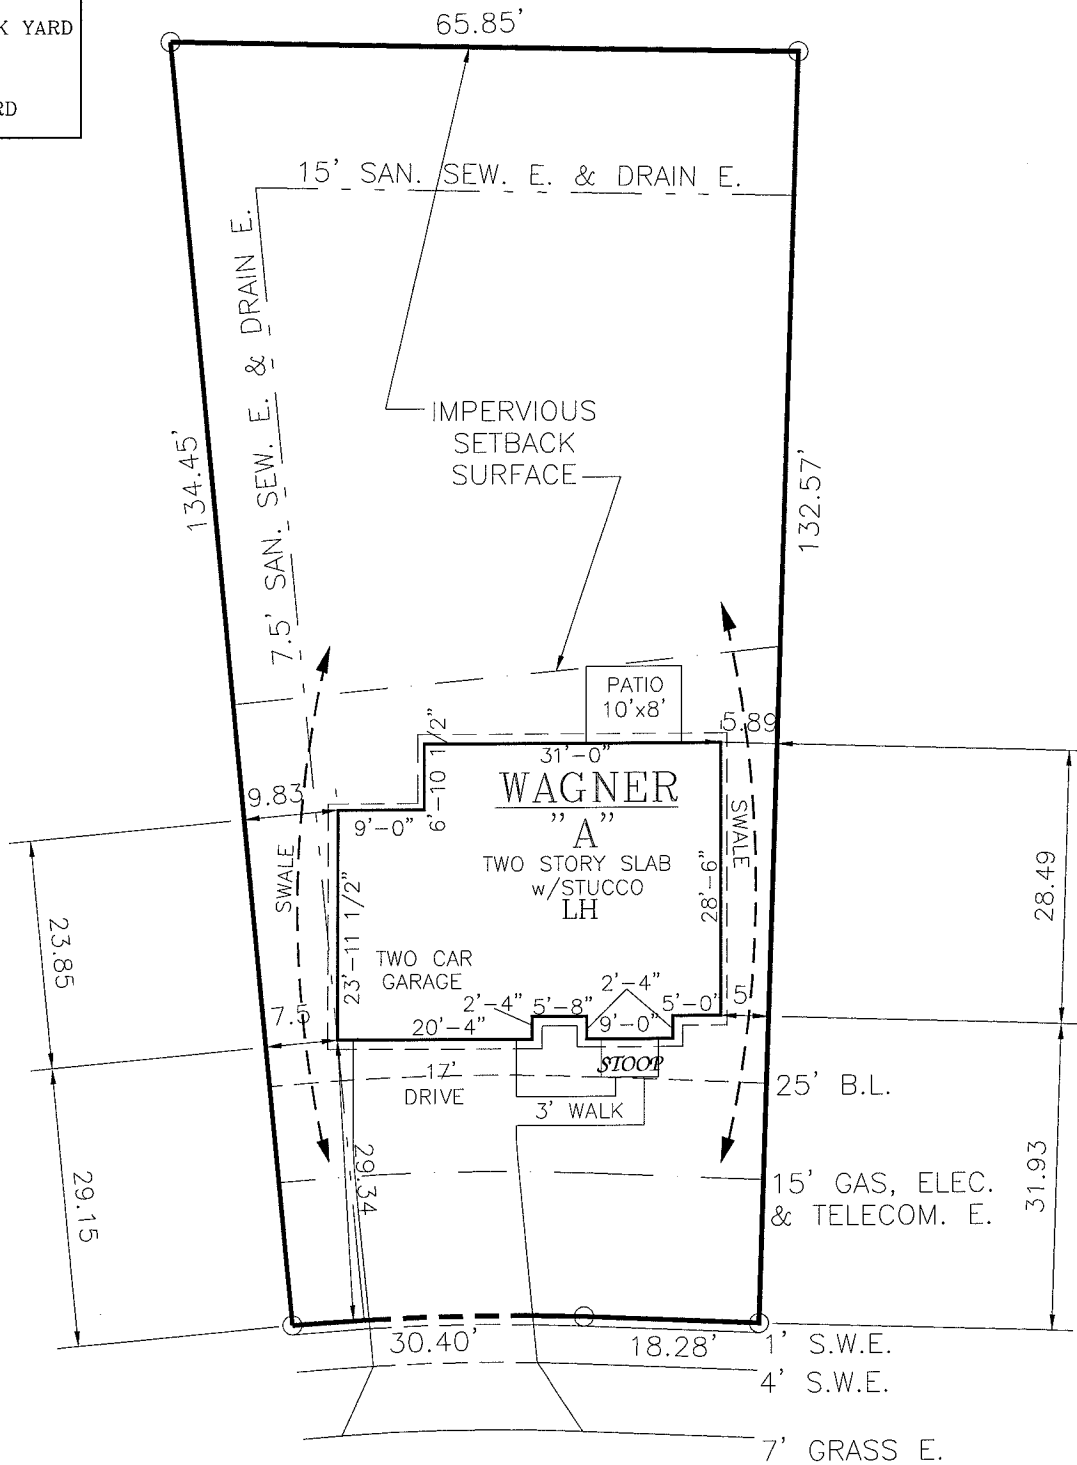 K YARD
RD
65.85'
15' SAN. SEW. E. & DRAIN E.
7.5' SAN. SEW. E. & DRAIN E.
IMPERVIOUS
SETBACK
SURFACE
134.45'
132.57'
PATIO
10'x8'
5.89
31'-0"
6'-10 1/2"
WAGNER
"A"
TWO STORY SLAB
w/STUCCO
LH
9.83
9'-0"
SWALE
SWALE
28'-6"
28.49
23.85
23'-11 1/2"
TWO CAR
GARAGE
2'-4"
2'-4"
5'-8"
5'-0"
5
7.5
20'-4"
9'-0"
STOOP
17'
DRIVE
3' WALK
25' B.L.
29.34
29.15
31.93
15' GAS, ELEC.
& TELECOM. E.
30.40'
18.28'
1' S.W.E.
4' S.W.E.
7' GRASS E.